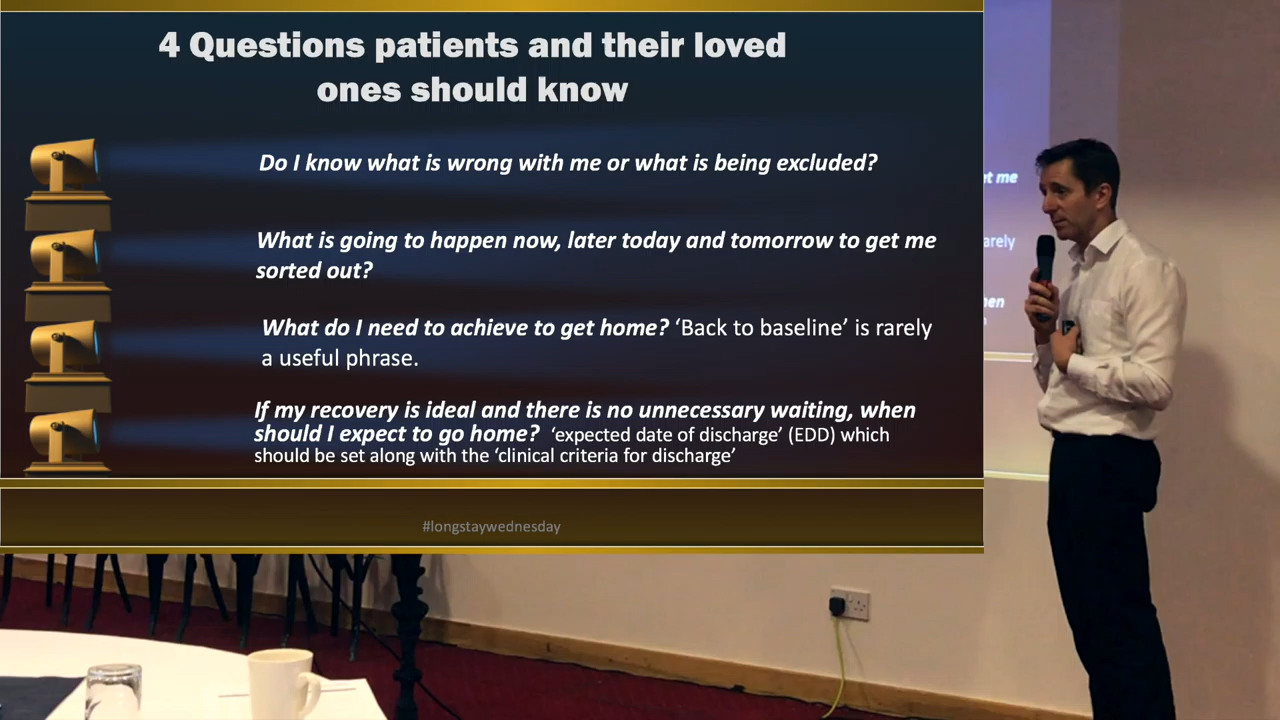 4 Questions patients and their loved
ones should know
Do I know what is wrong with me or what is being excluded?
What is going to happen now, later today and tomorrow to get me
sorted out?
What do I need to achieve to get home? ‘Back to baseline’ is rarely
a useful phrase.
If my recovery is ideal and there is no unnecessary waiting, when
should I expect to go home? ‘expected date of discharge’ (EDD) which
should be set along with the ‘clinical criteria for discharge’
#longstaywednesday
me